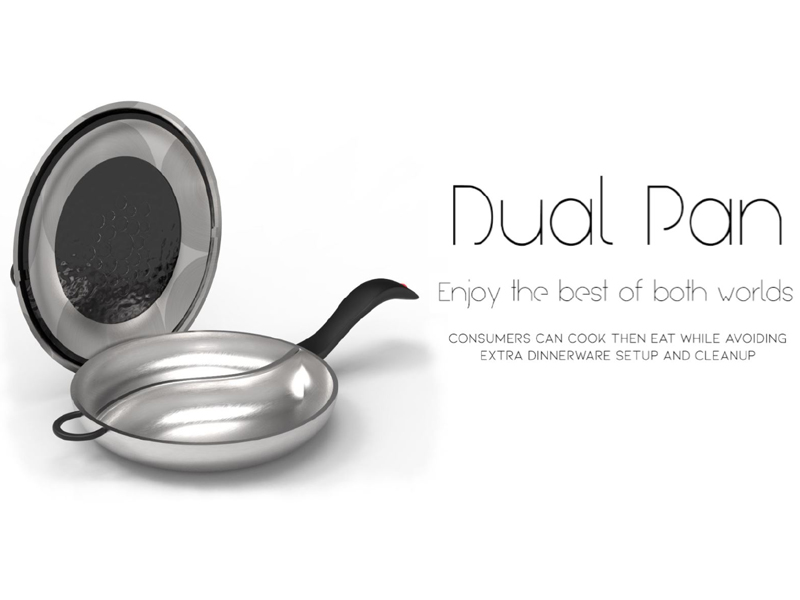 Dual Pan
Enjoy the best of both worlds
CONSUMERS CAN COOK THEN EAT WHILE AVOIDING
EXTRA DINNERWARE SETUP AND CLEANUP